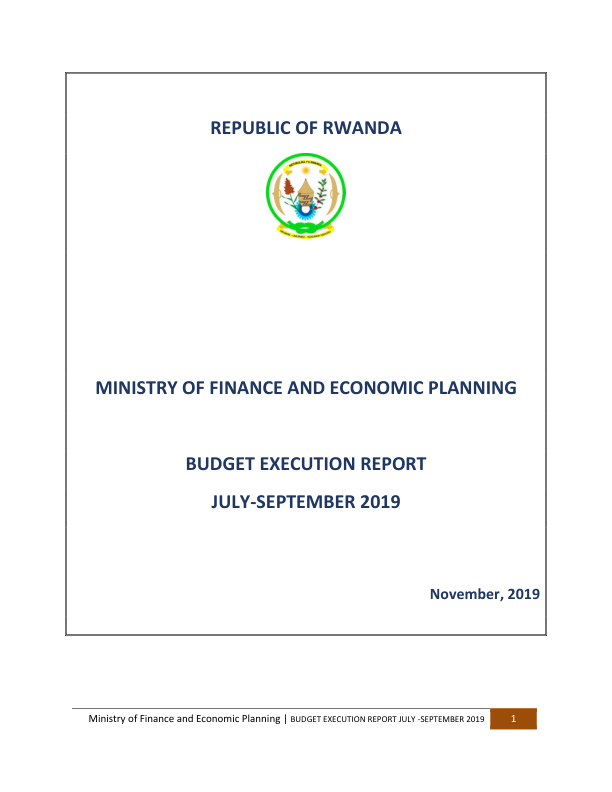 REPUBLIC OF RWANDA
MINISTRY OF FINANCE AND ECONOMIC PLANNING
BUDGET EXECUTION REPORT
JULY-SEPTEMBER 2019
November, 2019
Ministry of Finance and Economic Planning | BUDGET EXECUTION REPORT JULY -SEPTEMBER 2019 1